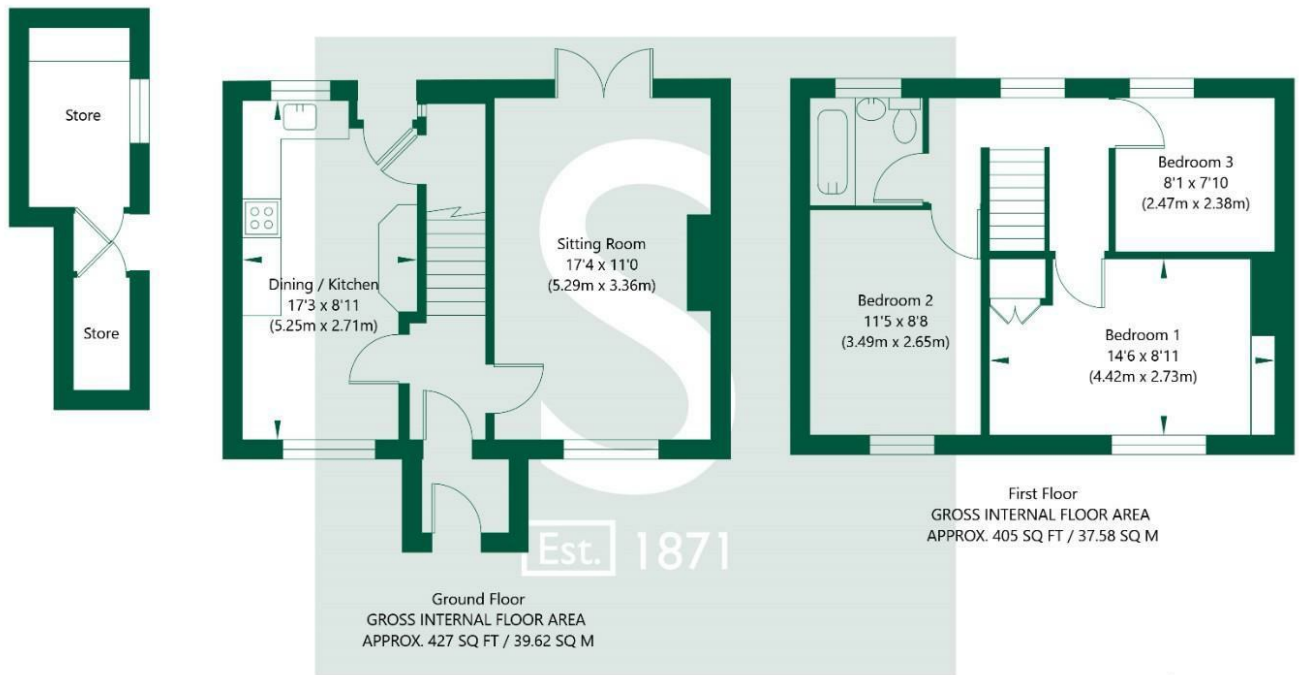 Store
Store
Dining / Kitchen
17'3 x 8'11
(5.25m x 2.71m)
Sitting Room
17'4 x 11'0
(5.29m x 3.36m)
Bedroom 2
11'5 x 8'8
(3.49m x 2.65m)
Bedroom 3
8'1 x 7'10
(2.47m x 2.38m)
Bedroom 1
14'6 x 8'11
(4.42m x 2.73m)
S
Est. 1871
Ground Floor
GROSS INTERNAL FLOOR AREA
APPROX. 427 SQ FT / 39.62 SQ M
First Floor
GROSS INTERNAL FLOOR AREA
APPROX. 405 SQ FT / 37.58 SQ M